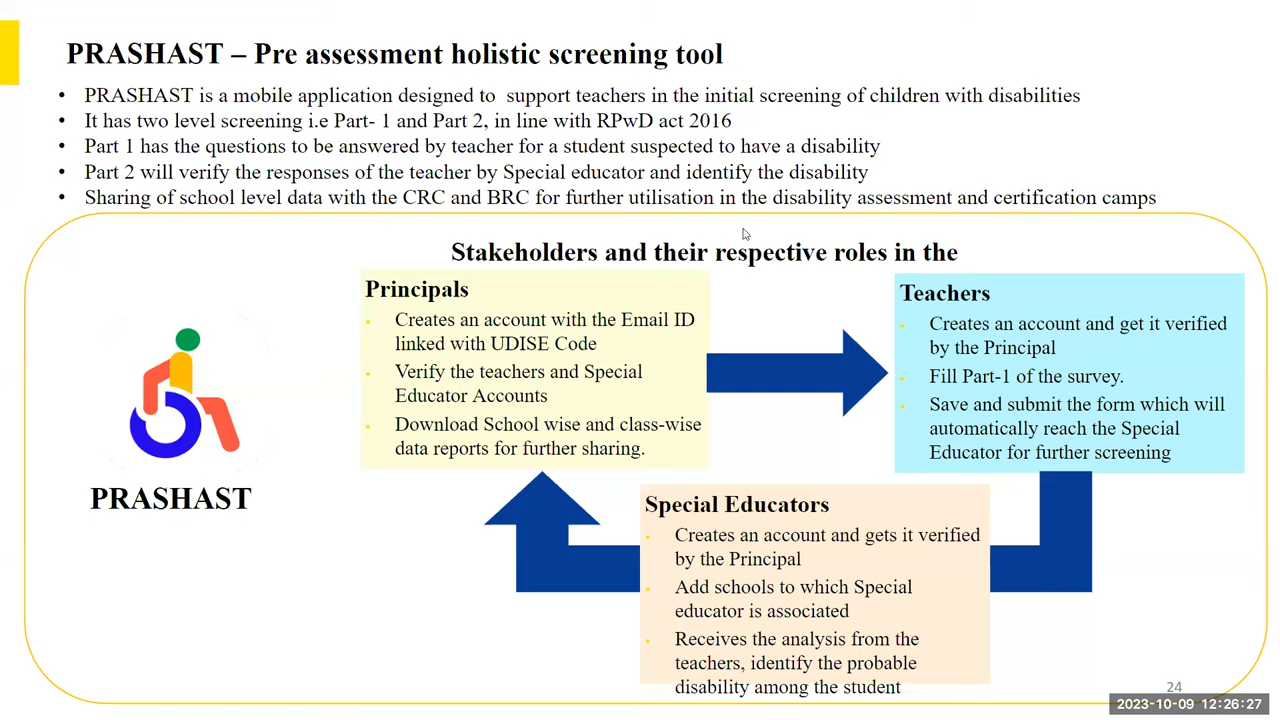 PRASHAST – Pre assessment holistic screening tool
• PRASHAST is a mobile application designed to support teachers in the initial screening of children with disabilities
• It has two level screening i.e Part- 1 and Part 2, in line with RPwD act 2016
• Part 1 has the questions to be answered by teacher for a student suspected to have a disability
• Part 2 will verify the responses of the teacher by Special educator and identify the disability
• Sharing of school level data with the CRC and BRC for further utilisation in the disability assessment and certification camps
Stakeholders and their respective roles in the
Principals
• Creates an account with the Email ID
linked with UDISE Code
• Verify the teachers and Special
Educator Accounts
• Download School wise and class-wise
data reports for further sharing.
Teachers
• Creates an account and get it verified
by the Principal
• Fill Part-1 of the survey.
• Save and submit the form which will
automatically reach the Special
Educator for further screening
PRASHAST
Special Educators
• Creates an account and gets it verified
by the Principal
• Add schools to which Special
educator is associated
• Receives the analysis from the
teachers, identify the probable
disability among the student
24
2023-10-09 12:26:27